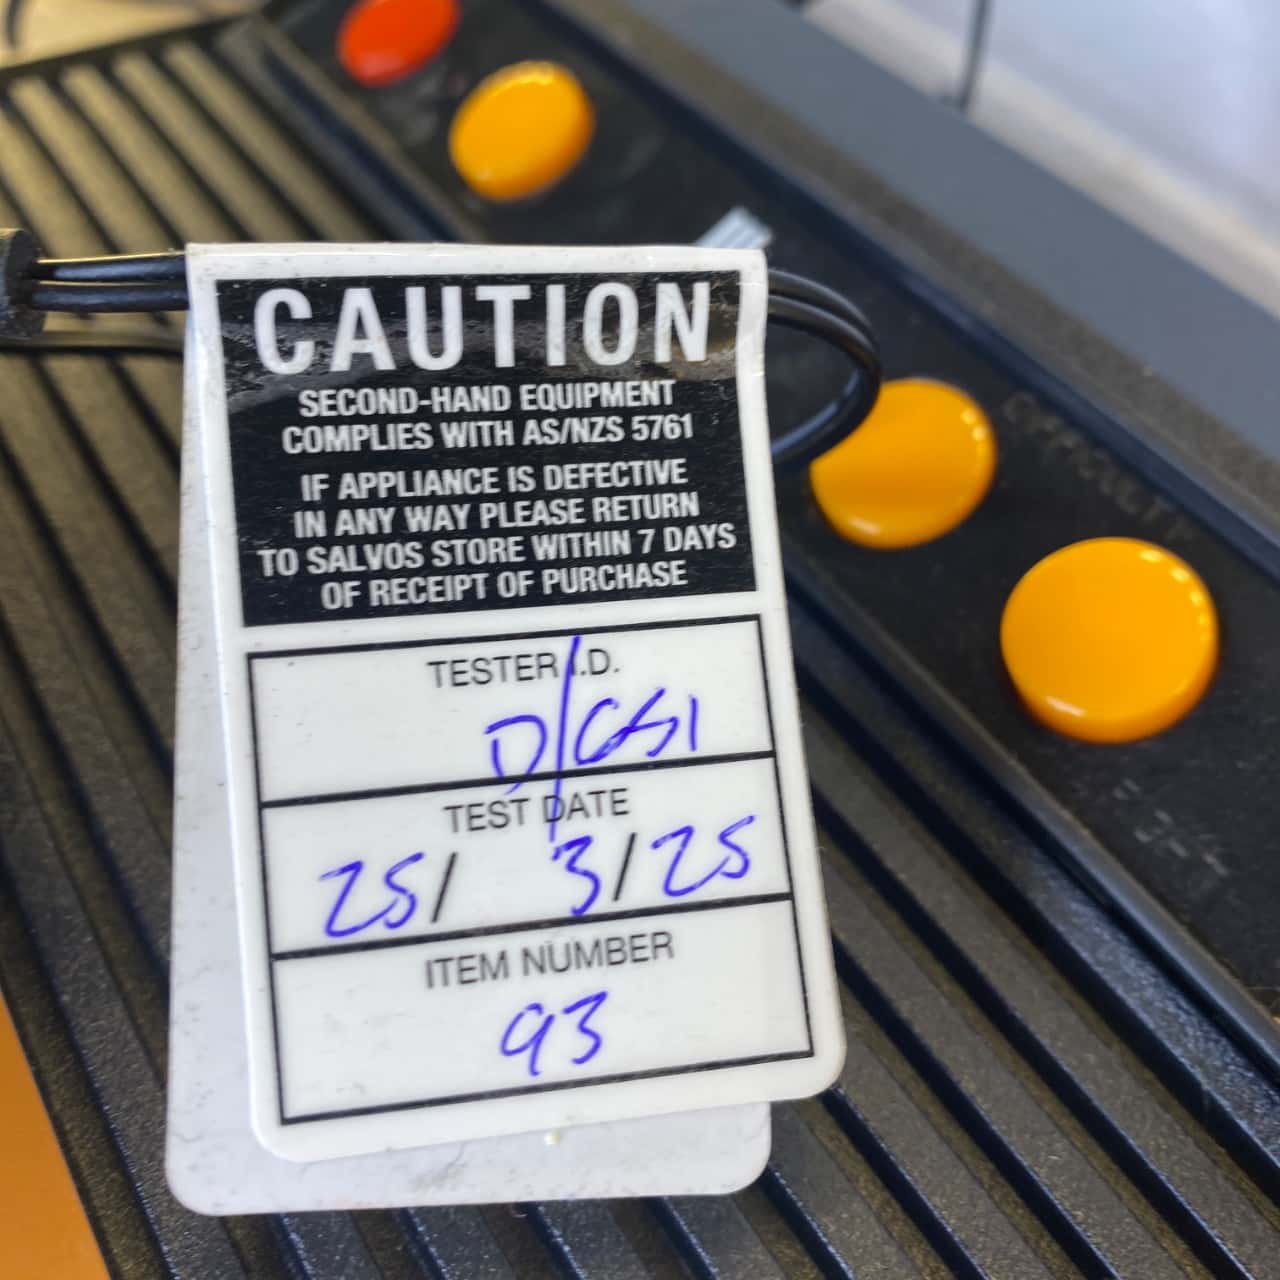 CAUTION
SECOND-HAND EQUIPMENT
COMPLIES WITH AS/NZS 5761
IF APPLIANCE IS DEFECTIVE
IN ANY WAY PLEASE RETURN
TO SALVOS STORE WITHIN 7 DAYS
OF RECEIPT OF PURCHASE
TESTER I.D.
TEST DATE
25/ 3/25
ITEM NUMBER
93